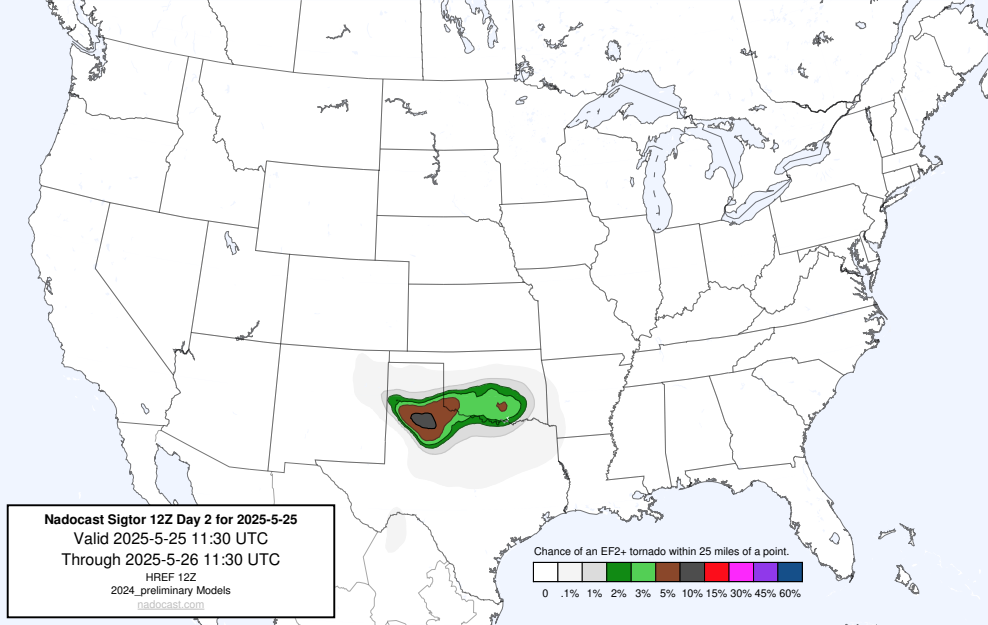 Nadocast Sigtor 12Z Day 2 for 2025-5-25
Valid 2025-5-25 11:30 UTC
Through 2025-5-26 11:30 UTC
HREF 12Z
2024_preliminary Models
nadocast.com
Chance of an EF2+ tornado within 25 miles of a point.
0 .1% 1% 2% 3% 5% 10% 15% 30% 45% 60%